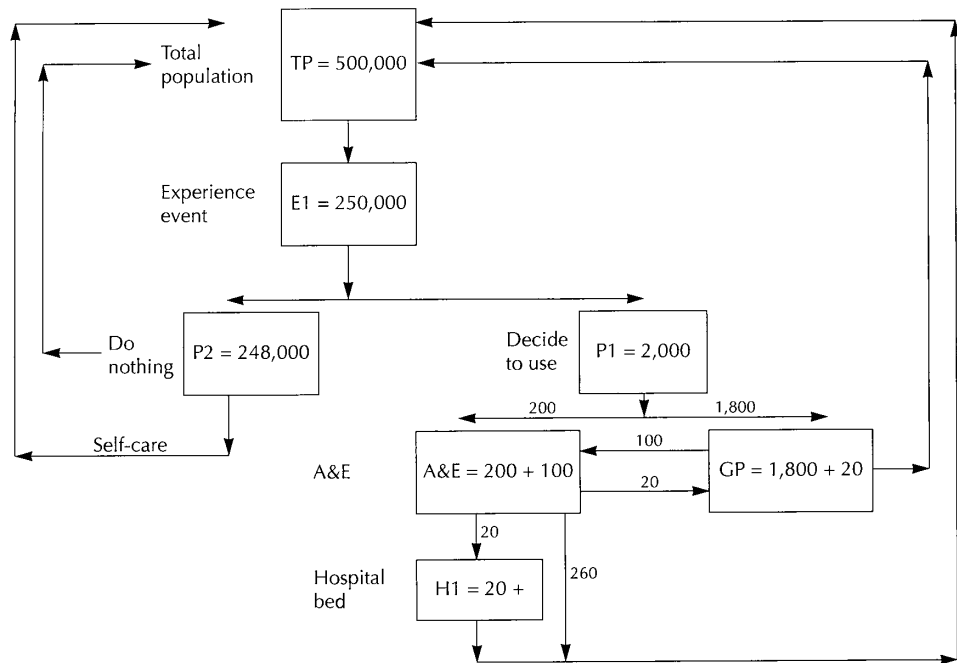 Total
population
TP = 500,000
Experience
event
E1 = 250,000
Do
nothing
P2 = 248,000
Decide
to use
P1 = 2,000
200
1,800
Self-care
A&E
A&E = 200 + 100
100
20
GP = 1,800 + 20
20
260
Hospital
bed
H1 = 20 +